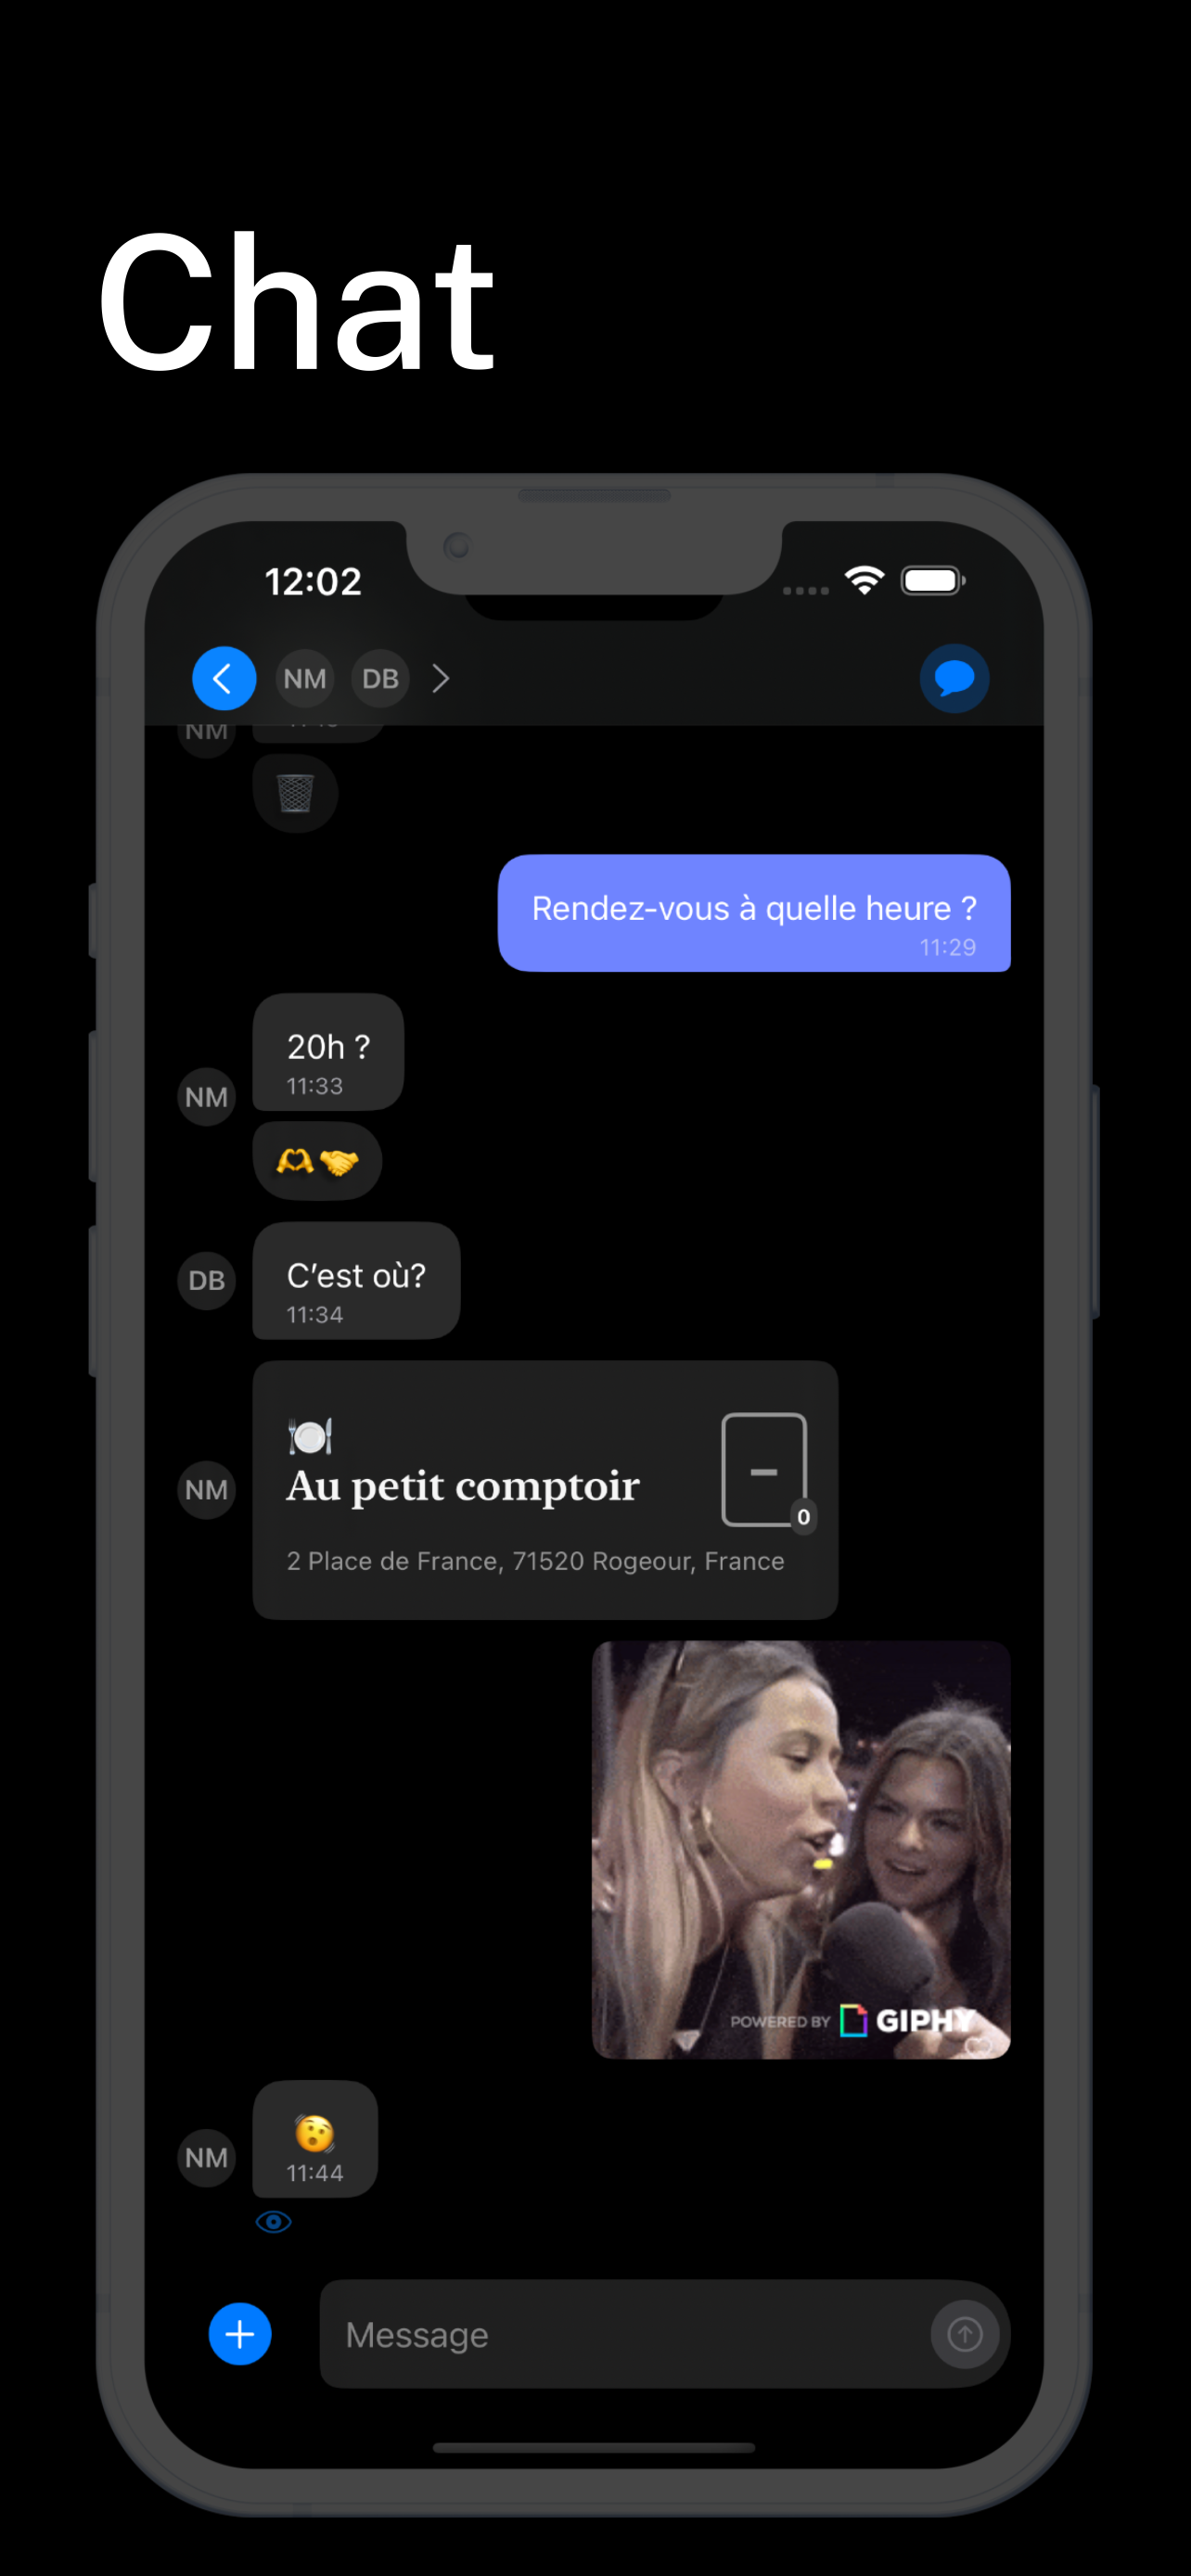 Chat
12:02
NM DB
NM
🗑️
Rendez-vous à quelle heure ?
11:29
20h ?
11:33
NM
🫶🤝
C’est où?
11:34
DB
🍽️
Au petit comptoir
0
2 Place de France, 71520 Rogeour, France
NM
POWERED BY GIPHY
🫨
11:44
NM
Message